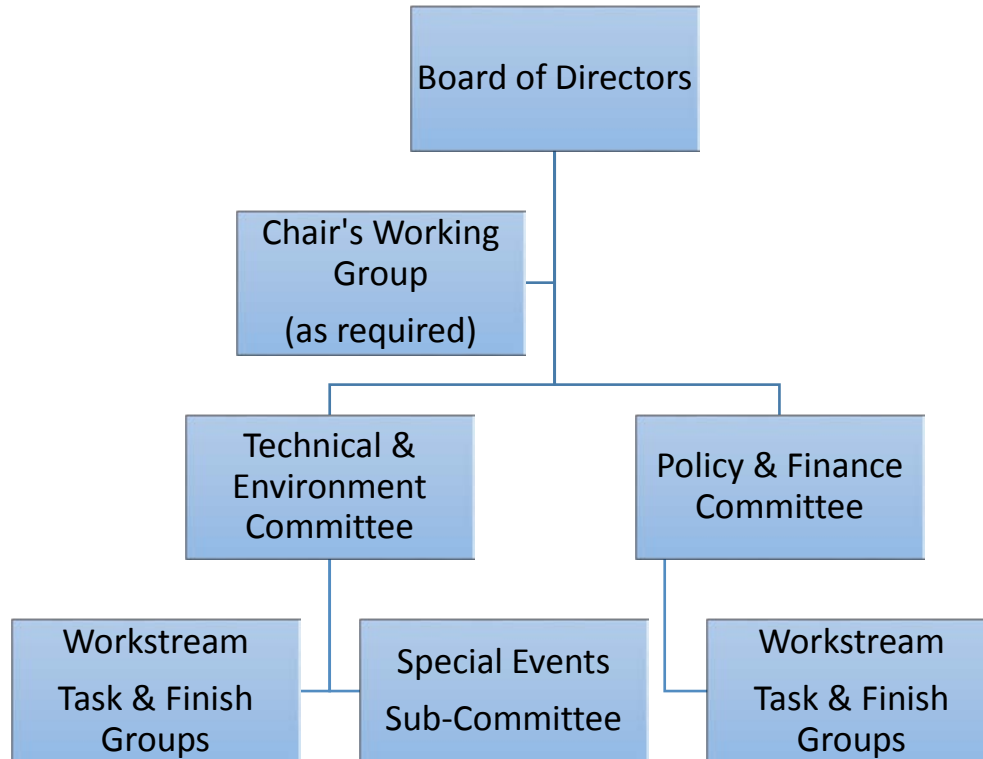 Board of Directors
Chair's Working
Group
(as required)
Technical &
Environment
Committee
Policy & Finance
Committee
Workstream
Task & Finish
Groups
Special Events
Sub-Committee
Workstream
Task & Finish
Groups